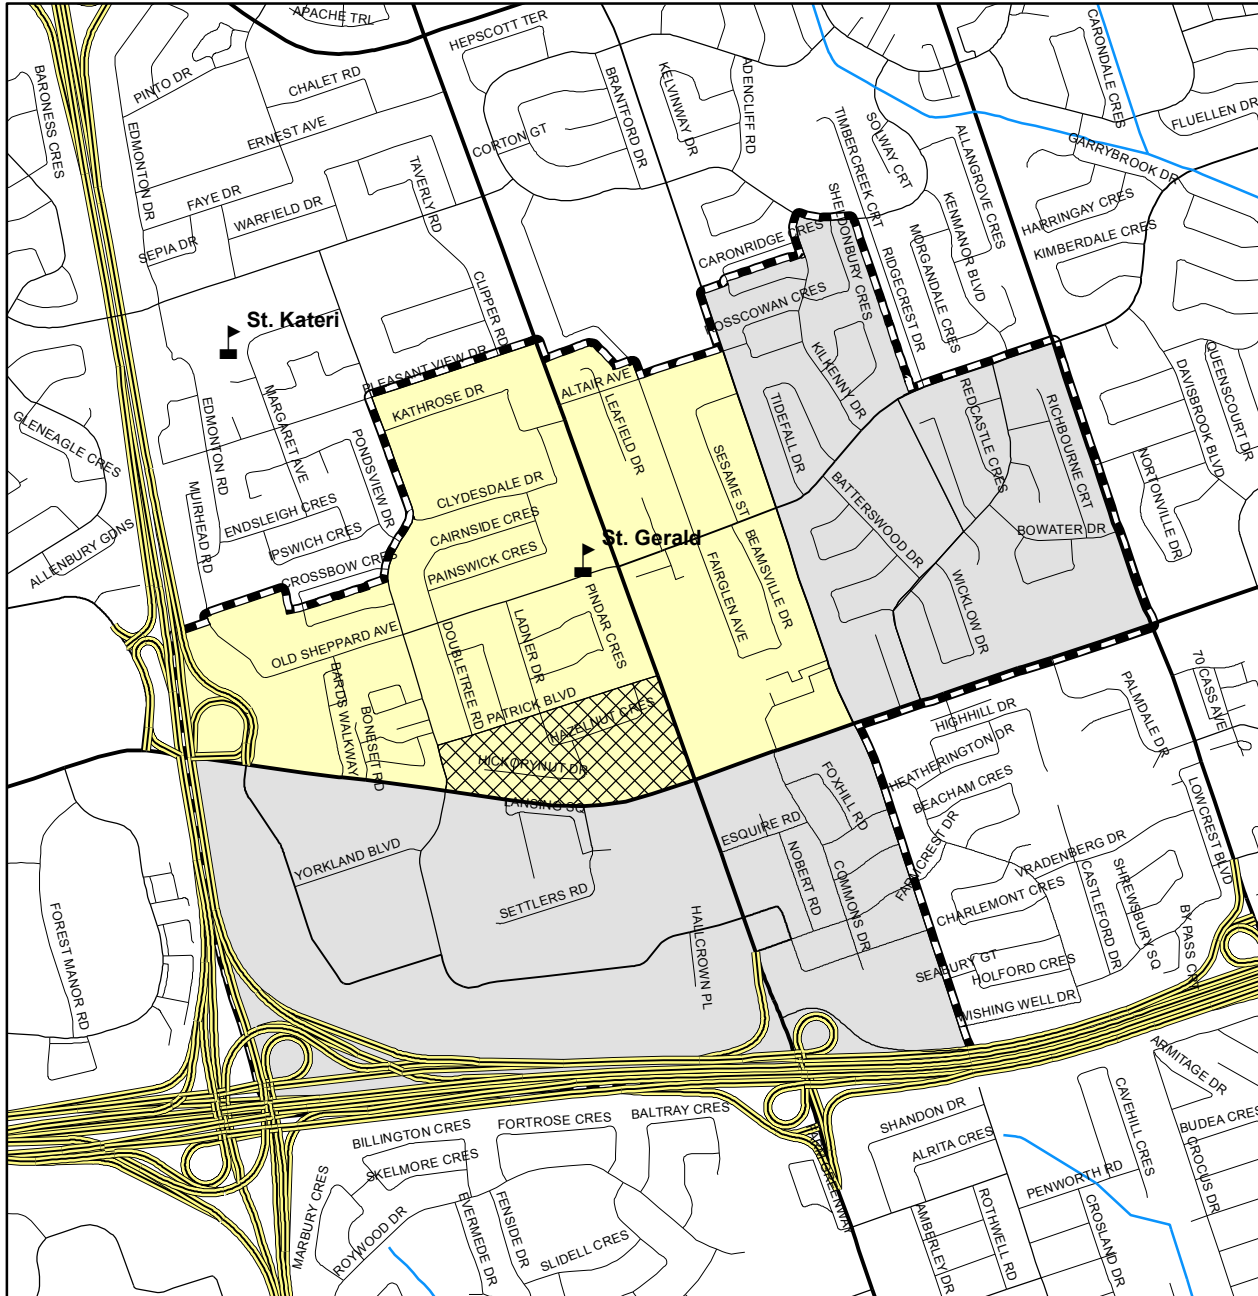 APACHE TRL
HEPSCOTT TER
CARONDALE CRES
BARONESS CRES
PINTO DR
CHALET RD
BRANTFORD DR
KELVINWAY DR
ADENCLIFF RD
TIMBERCREEK CRT
SOLWAY CRT
FLUELLEN DR
EDMONTON DR
ERNEST AVE
CORTON GT
ALLANGROVE CRES
GARRYBROOK DR
FAYE DR
WARFIELD DR
TAVERLY RD
SHELDONBURY CRES
KENMANOR BLVD
HARRINGAY CRES
SEPIA DR
CARONRIDGE CRES
MORGANDALE CRES
RIDGECREST DR
KIMBERDALE CRES
CLIPPER RD
ROSSCOWAN CRES
St. Kateri
KILKENNY DR
QUEENSCOURT DR
PLEASANT VIEW DR
ALTAIR AVE
DAVISBROOK BLVD
KATHROSE DR
LEAFIELD DR
TIDEFALL DR
REDCASTLE CRES
RICHBOURNE CRT
GLENEAGLE CRES
EDMONTON RD
MARGARET AVE
PONDSVIEW DR
SESAME ST
NORTONVILLE DR
CLYDESDALE DR
BATTERSWOOD DR
MUIRHEAD RD
ENDSLEIGH CRES
CAIRNSIDE CRES
BOWATER DR
ALLENBURY GDNS
IPSWICH CRES
St. Gerald
BEAMSVILLE DR
CROSSBOW CRES
PAINSWICK CRES
FAIRGLEN AVE
WICKLOW DR
PINDAR CRES
LADNER DR
OLD SHEPPARD AVE
DOUBLETREE RD
70 CASS AVE
BARDS WALKWAY
BONESET RD
PATRICK BLVD
PALMDALE DR
HAZELNUT CRES
HIGHHILL DR
HICKORYNUT DR
HEATHERINGTON DR
FOXHILL RD
LANSING SQ
BEACHAM CRES
LOWCREST BLVD
ESQUIRE RD
YORKLAND BLVD
NOBERT RD
FARMCREST DR
VRADENBERG DR
SETTLERS RD
COMMONS DR
CHARLEMONT CRES
CASTLEFORD DR
SHREWSBURY SQ
FOREST MANOR RD
HALLCROWN PL
BY PASS CRT
SEABURY GT
HOLFORD CRES
WISHING WELL DR
ARMITAGE DR
BALTRAY CRES
FORTROSE CRES
SHANDON DR
CAVEHILL CRES
BUDEA CRES
BILLINGTON CRES
ALRITA CRES
SKELMORE CRES
PENWORTH RD
CROCUS DR
MARBURY CRES
EVERMEDE DR
FENSIDE DR
ROYWOOD DR
SLIDELL CRES
AMBERLEY DR
ROTHWELL RD
CROSLAND DR